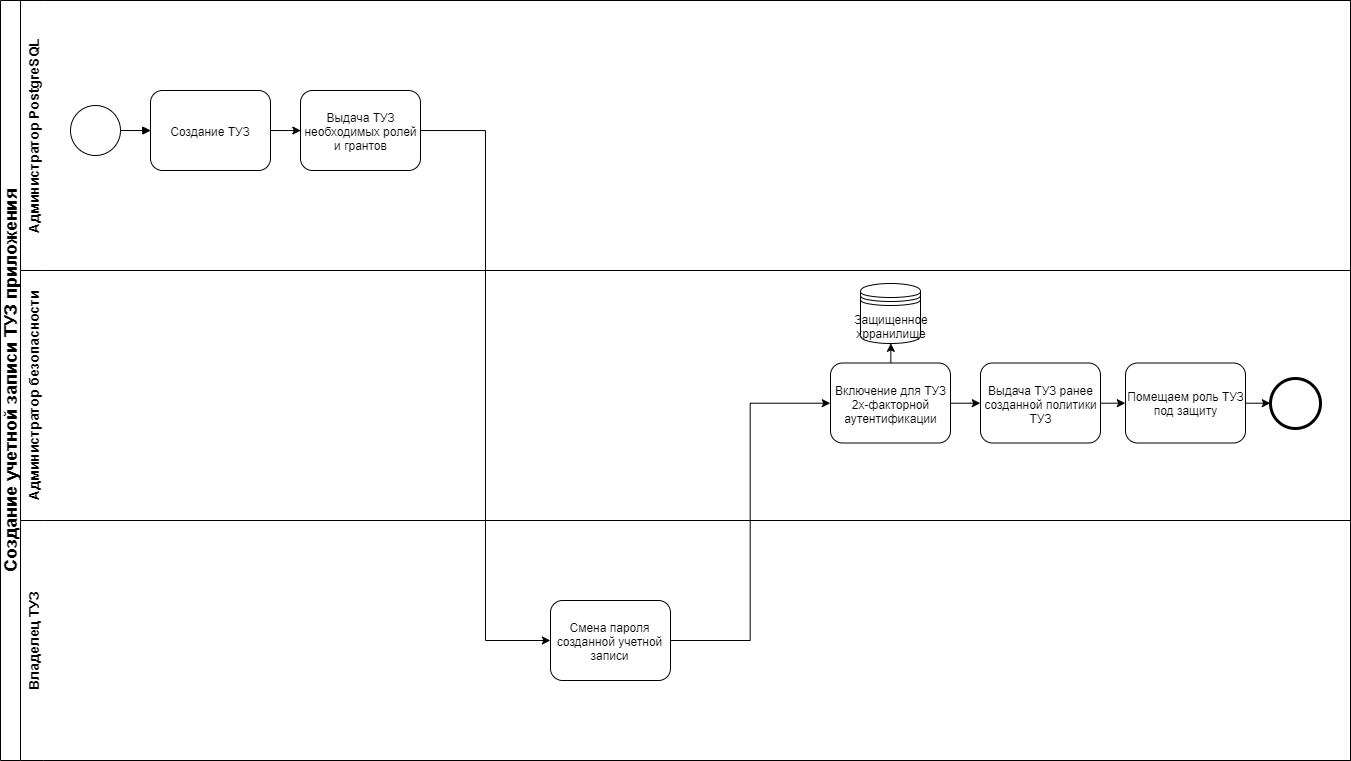 Создание учетной записи ТУЗ приложения
Администратор PostgreSQL
Создание ТУЗ
Выдача ТУЗ
необходимых ролей
и грантов
Администратор безопасности
Защищенное
хрранилище
Включение для ТУЗ
2х-факторной
аутентификации
Выдача ТУЗ ранее
созданной политики
ТУЗ
Помещаем роль ТУЗ
под защиту
Владелец ТУЗ
Смена пароля
созданной учетной
записи